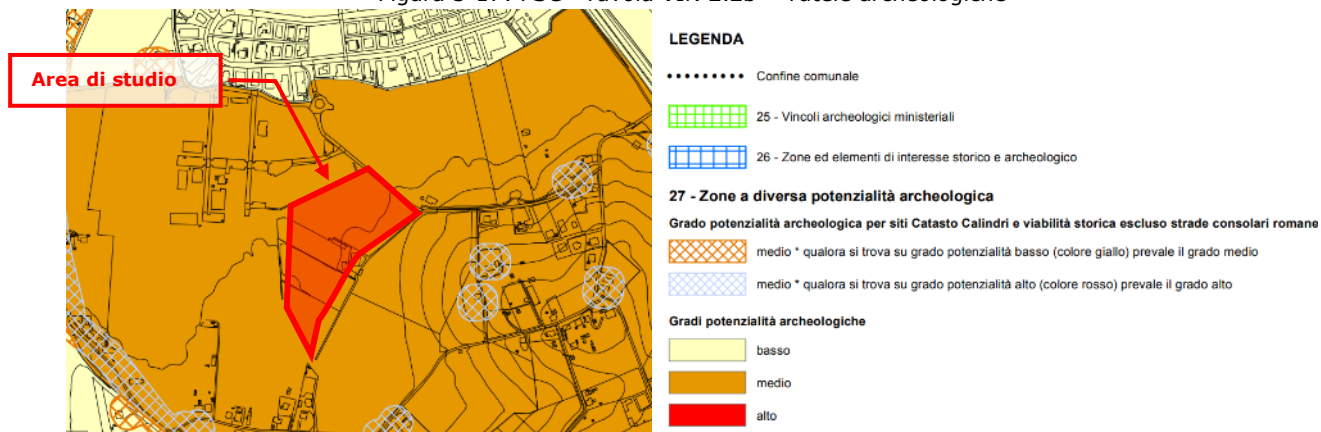 Area di studio
LEGENDA
Confine comunale
25 - Vincoli archeologici ministeriali
26 - Zone ed elementi di interesse storico e archeologico
27 - Zone a diversa potenzialità archeologica
Grado potenzialità archeologica per siti Catasto Calindri e viabilità storica escluso strade consolari romane
medio * qualora si trova su grado potenzialità basso (colore giallo) prevale il grado medio
medio * qualora si trova su grado potenzialità alto (colore rosso) prevale il grado alto
Gradi potenzialità archeologiche
basso
medio
alto